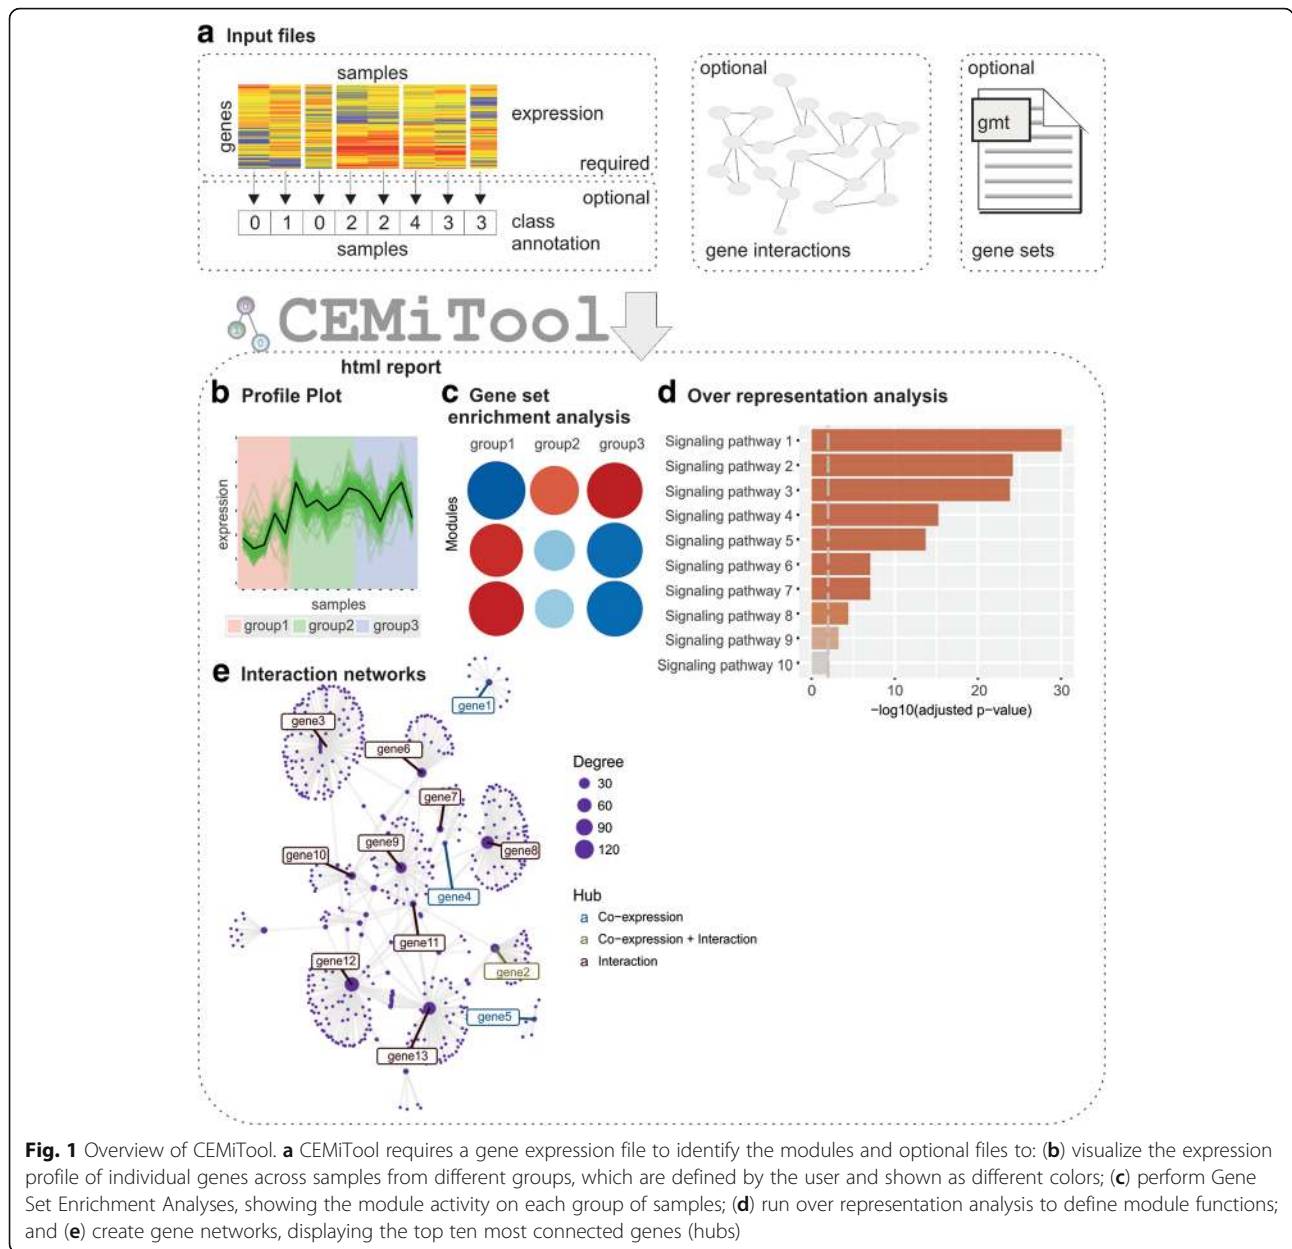 a Input files
samples
genes
expression
required
optional
0 1 0 2 2 4 3 3
class
annotation
samples
optional
gene interactions
optional
gmt
gene sets
CEMiTool
html report
b Profile Plot
expression
samples
group1 group2 group3
c Gene set
enrichment analysis
group1 group2 group3
Modules
d Over representation analysis
Signaling pathway 1
Signaling pathway 2
Signaling pathway 3
Signaling pathway 4
Signaling pathway 5
Signaling pathway 6
Signaling pathway 7
Signaling pathway 8
Signaling pathway 9
Signaling pathway 10
0 10 20 30
−log10(adjusted p−value)
e Interaction networks
gene1
gene3
gene6
gene7
gene9
gene8
gene10
gene4
gene11
gene12
gene2
gene5
gene13
Degree
30
60
90
120
Hub
a Co−expression
a Co−expression + Interaction
a Interaction
Fig. 1 Overview of CEMiTool. a CEMiTool requires a gene expression file to identify the modules and optional files to: (b) visualize the expression
profile of individual genes across samples from different groups, which are defined by the user and shown as different colors; (c) perform Gene
Set Enrichment Analyses, showing the module activity on each group of samples; (d) run over representation analysis to define module functions;
and (e) create gene networks, displaying the top ten most connected genes (hubs)